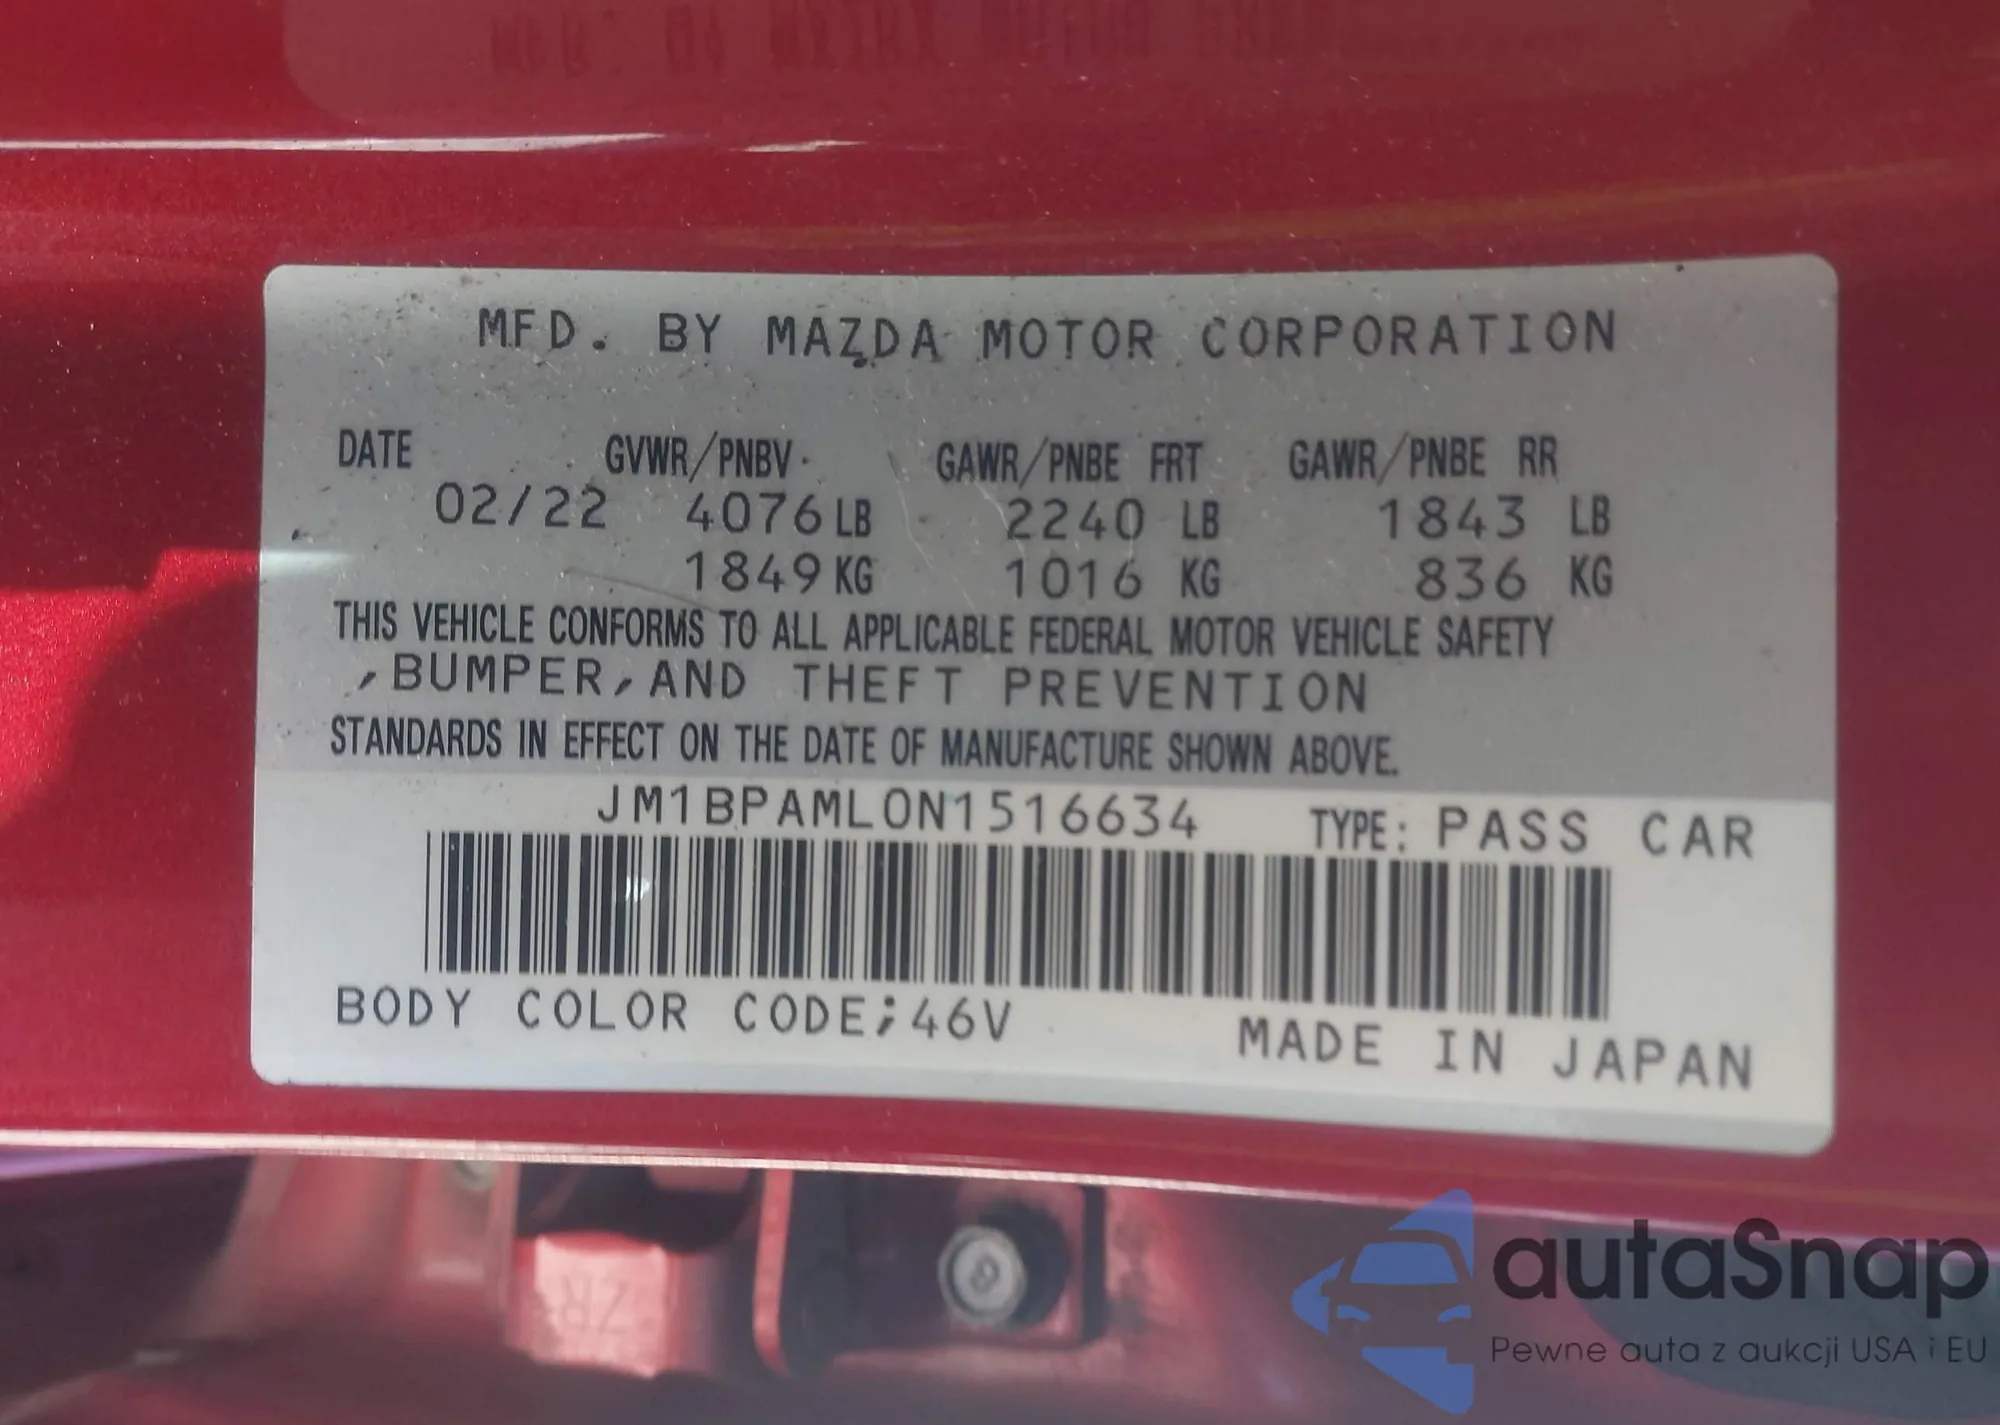 MFD. BY MAZDA MOTOR CORPORATION
DATE GVWR/PNBV GAWR/PNBE FRT GAWR/PNBE RR
02/22 4076 LB 2240 LB 1843 LB
1849 KG 1016 KG 836 KG
THIS VEHICLE CONFORMS TO ALL APPLICABLE FEDERAL MOTOR VEHICLE SAFETY
,BUMPER,AND THEFT PREVENTION
STANDARDS IN EFFECT ON THE DATE OF MANUFACTURE SHOWN ABOVE.
JM1BPAML0N1516634 TYPE: PASS CAR
BODY COLOR CODE;46V MADE IN JAPAN
autaSnap
Pewne auta z aukcji USA i EU